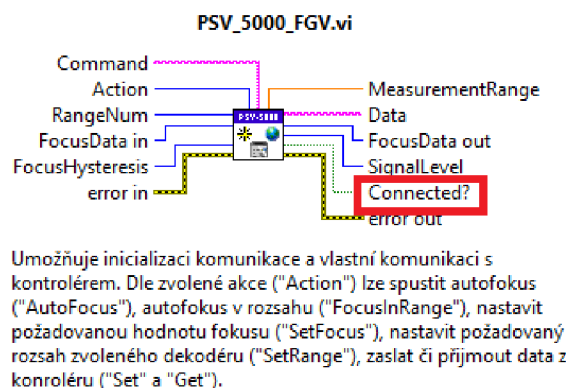 PSV_5000_FGV.vi
Command
Action
RangeNum
FocusData in
FocusHysteresis
error in
PSV-5000
MeasurementRange
Data
FocusData out
SignalLevel
Connected?
error out
Umožňuje inicializaci komunikace a vlastní komunikaci s
kontrolérem. Dle zvolené akce ("Action") lze spustit autofokus
("AutoFocus"), autofokus v rozsahu ("FocusInRange"), nastavit
požadovanou hodnotu fokusu ("SetFocus"), nastavit požadovaný
rozsah zvoleného dekodéru ("SetRange"), zaslat či přijmout data z
konroléru ("Set" a "Get").